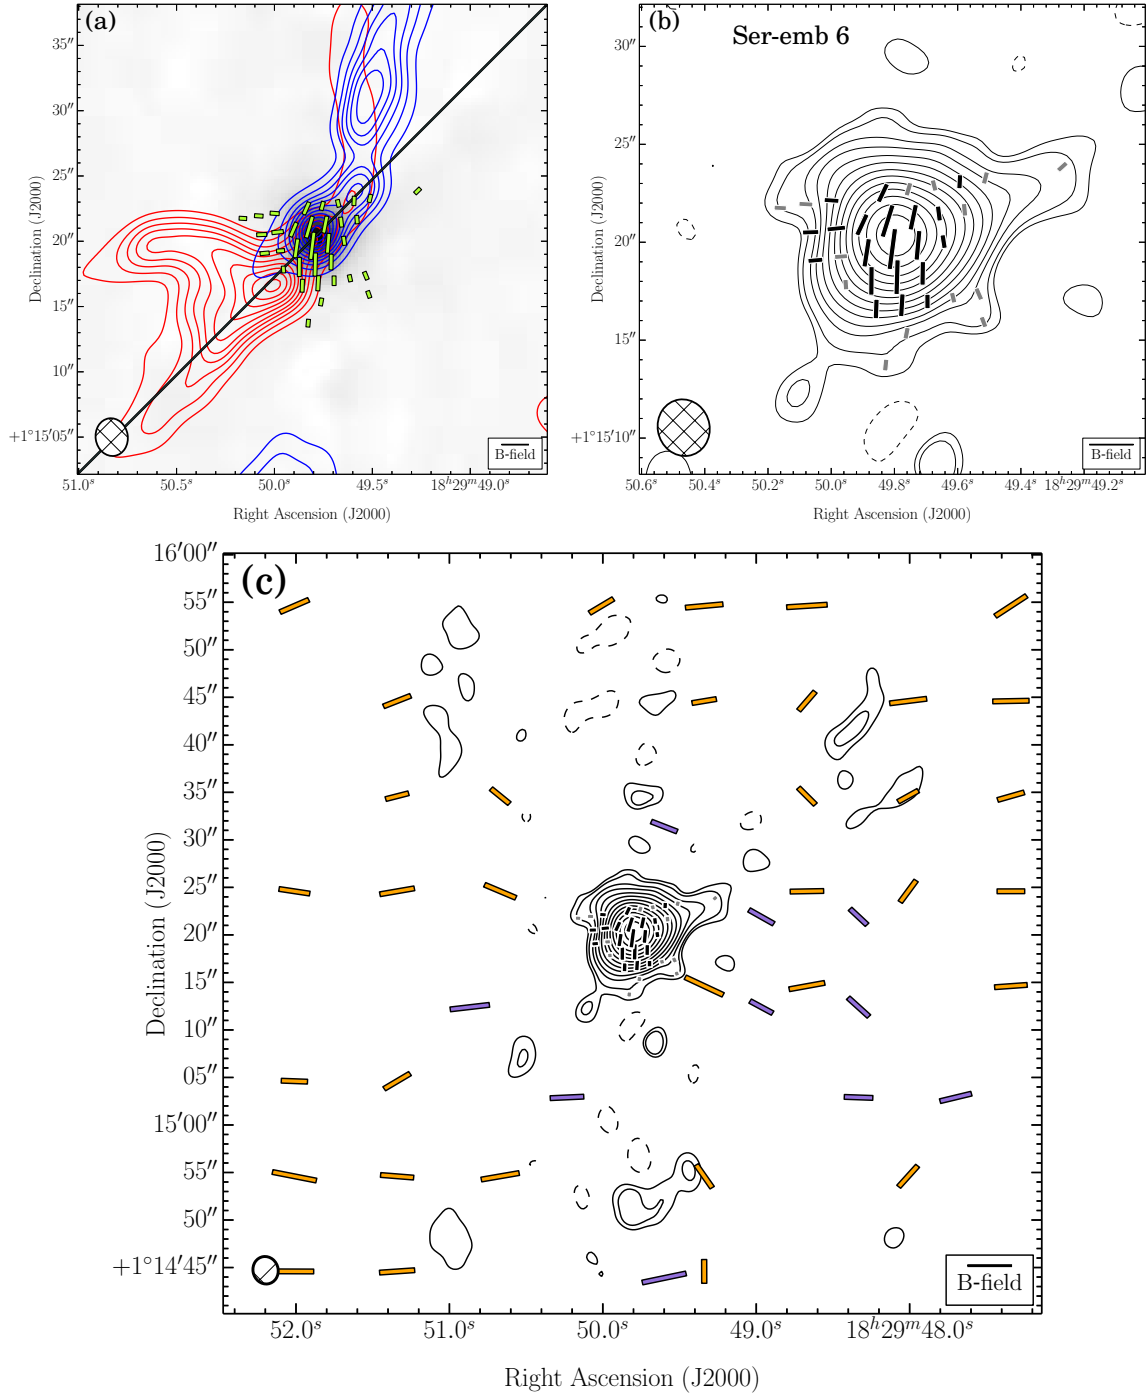 (a)
35″
30″
25″
20″
15″
10″
+1°15′05″
Declination (J2000)
51.0ˢ 50.5ˢ 50.0ˢ 49.5ˢ 18ʰ29ᵐ49.0ˢ
Right Ascension (J2000)
B-field
(b)
Ser-emb 6
30″
25″
20″
15″
+1°15′10″
Declination (J2000)
50.6ˢ 50.4ˢ 50.2ˢ 50.0ˢ 49.8ˢ 49.6ˢ 49.4ˢ 18ʰ29ᵐ49.2ˢ
Right Ascension (J2000)
B-field
(c)
16′00″
55″
50″
45″
40″
35″
30″
25″
20″
15″
10″
05″
15′00″
55″
50″
+1°14′45″
Declination (J2000)
52.0ˢ 51.0ˢ 50.0ˢ 49.0ˢ 18ʰ29ᵐ48.0ˢ
Right Ascension (J2000)
B-field